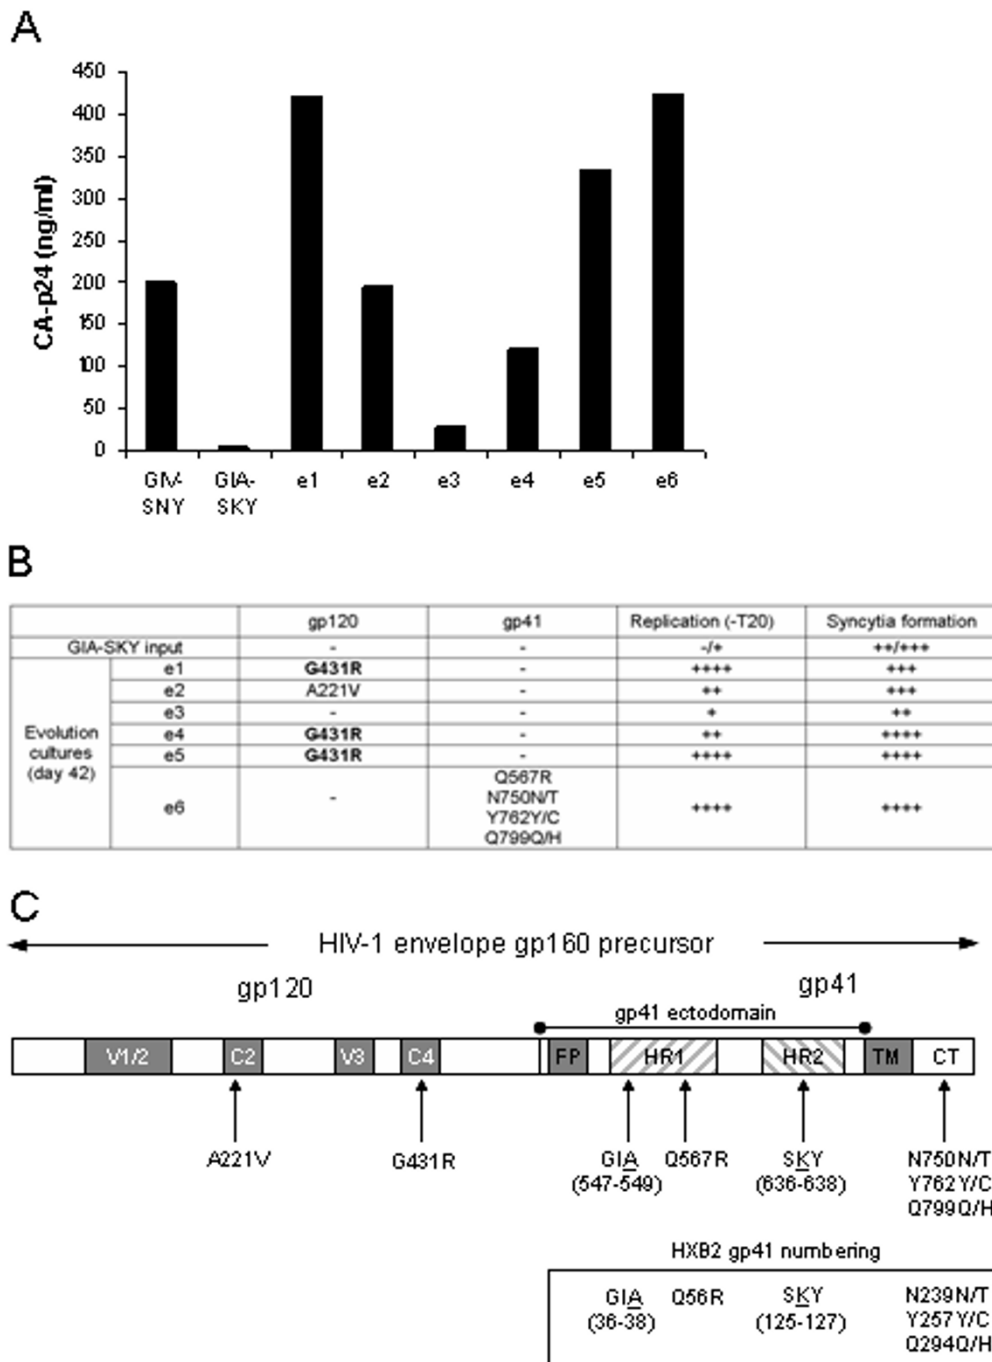 A
CA-p24 (ng/ml)
450
400
350
300
250
200
150
100
50
0
GIV-SNY GIA-SKY e1 e2 e3 e4 e5 e6
B
gp120 gp41 Replication (-T20) Syncytia formation
GIA-SKY input - - -/+ ++/+++
Evolution cultures (day 42)
e1 G431R - ++++ +++
e2 A221V - ++ +++
e3 - - + ++
e4 G431R - ++ ++++
e5 G431R - ++++ ++++
e6 - Q567R N750N/T Y762Y/C Q799Q/H ++++ ++++
C
HIV-1 envelope gp160 precursor
gp120 gp41
gp41 ectodomain
V1/2 C2 V3 C4 FP HR1 HR2 TM CT
A221V G431R GIA Q567R SKY N750N/T
(547-549) (636-638) Y762Y/C
Q799Q/H
HXB2 gp41 numbering
GIA Q56R SKY N239N/T
(36-38) (125-127) Y257Y/C
Q294Q/H